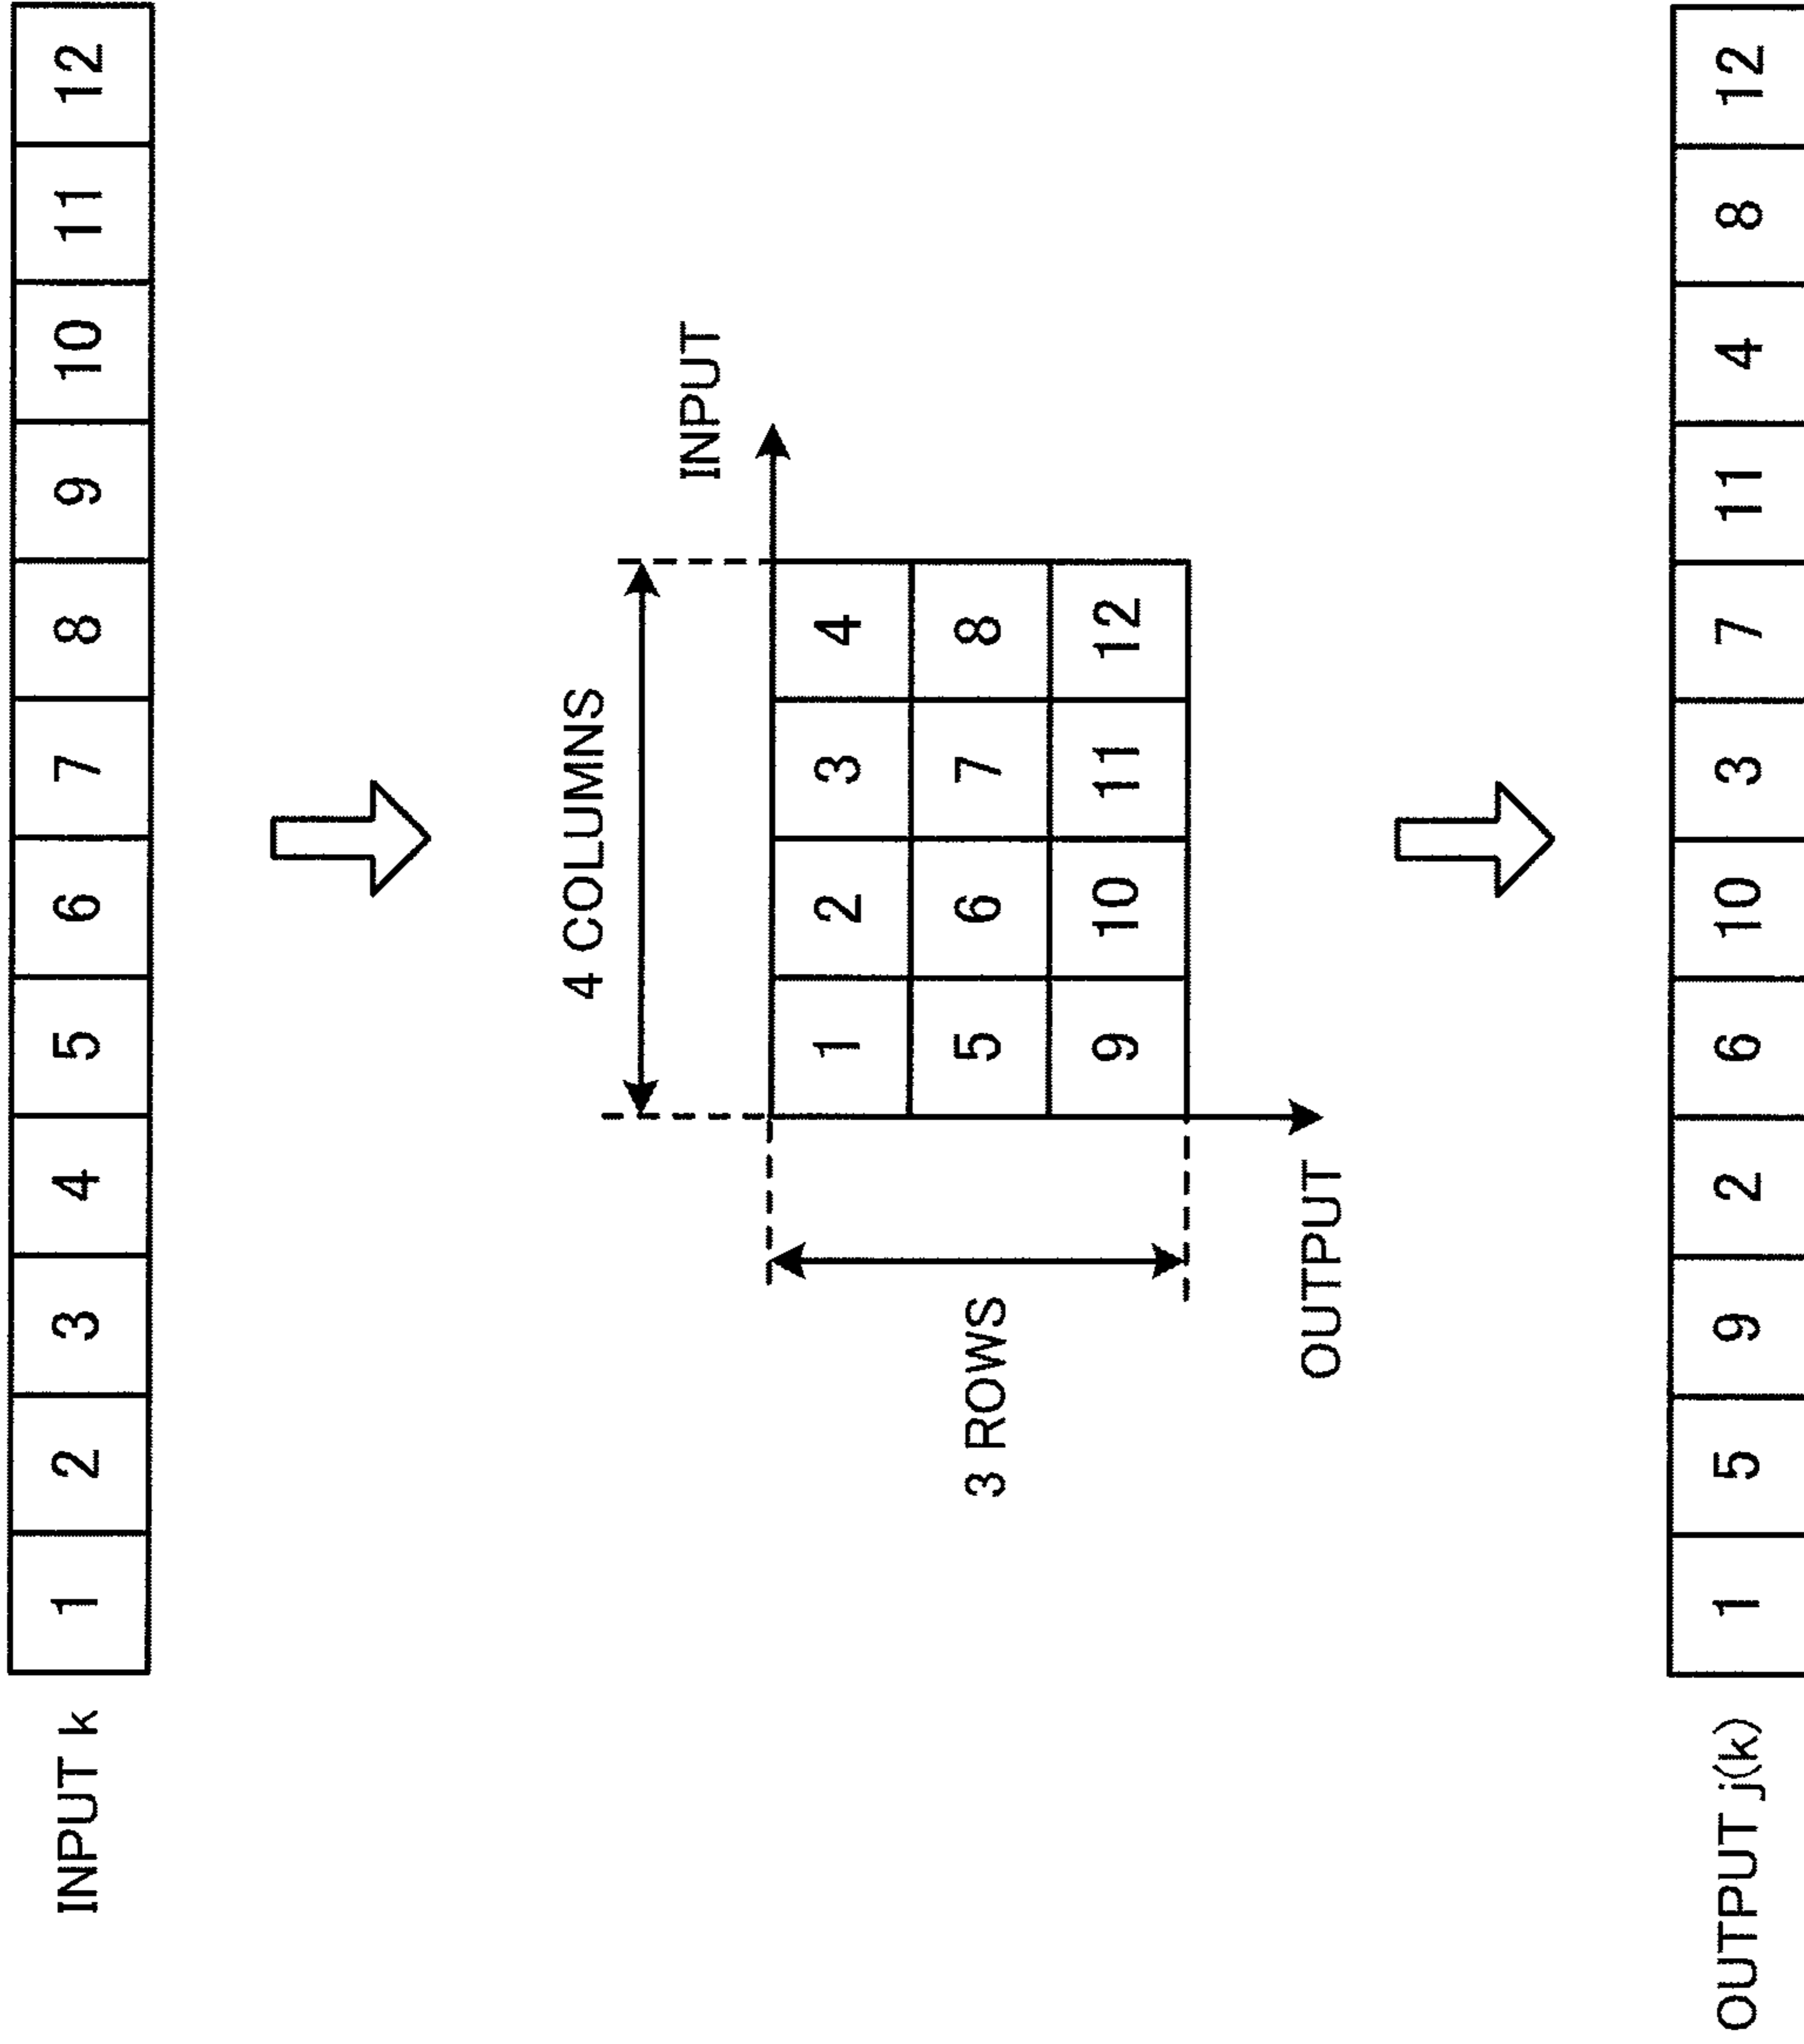 INPUT k 1 2 3 4 5 6 7 8 9 10 11 12
4 COLUMNS
INPUT
3 ROWS
1 2 3 4
5 6 7 8
9 10 11 12
OUTPUT
OUTPUT j(k) 1 5 9 2 6 10 3 7 11 4 8 12